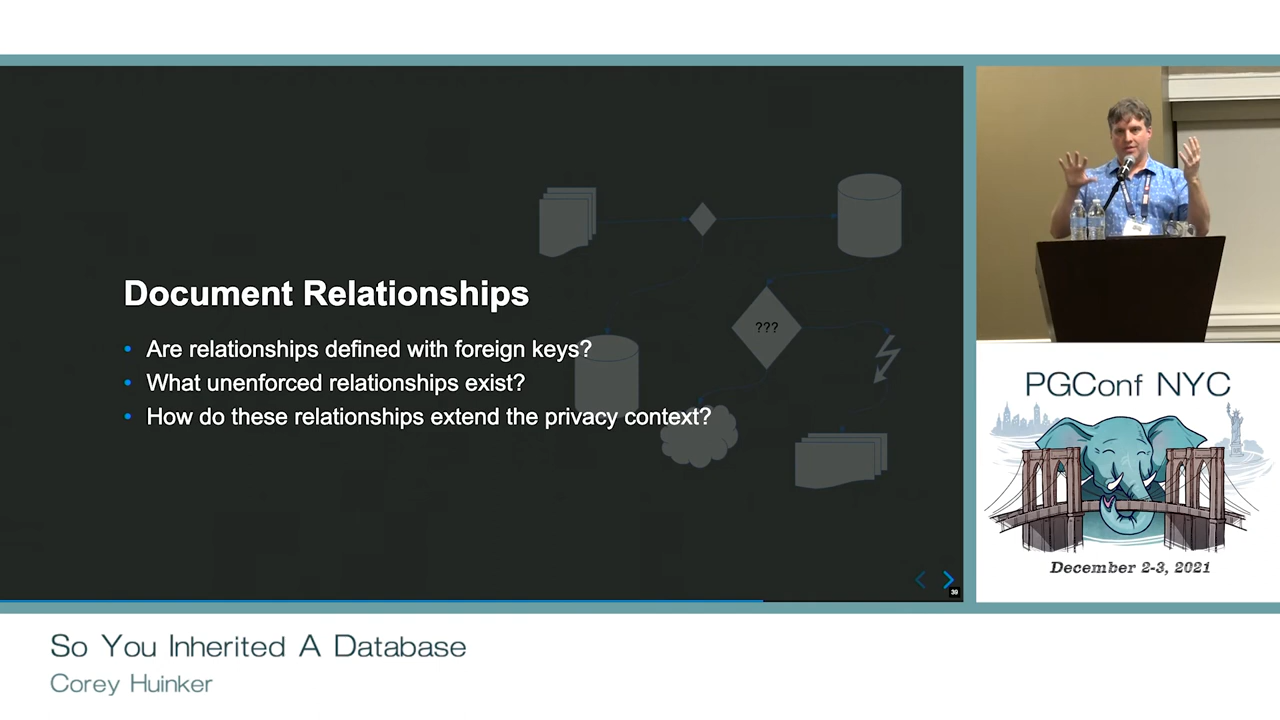 Document Relationships
• Are relationships defined with foreign keys?
• What unenforced relationships exist?
• How do these relationships extend the privacy context?
???
39
PGConf NYC
December 2-3, 2021
So You Inherited A Database
Corey Huinker